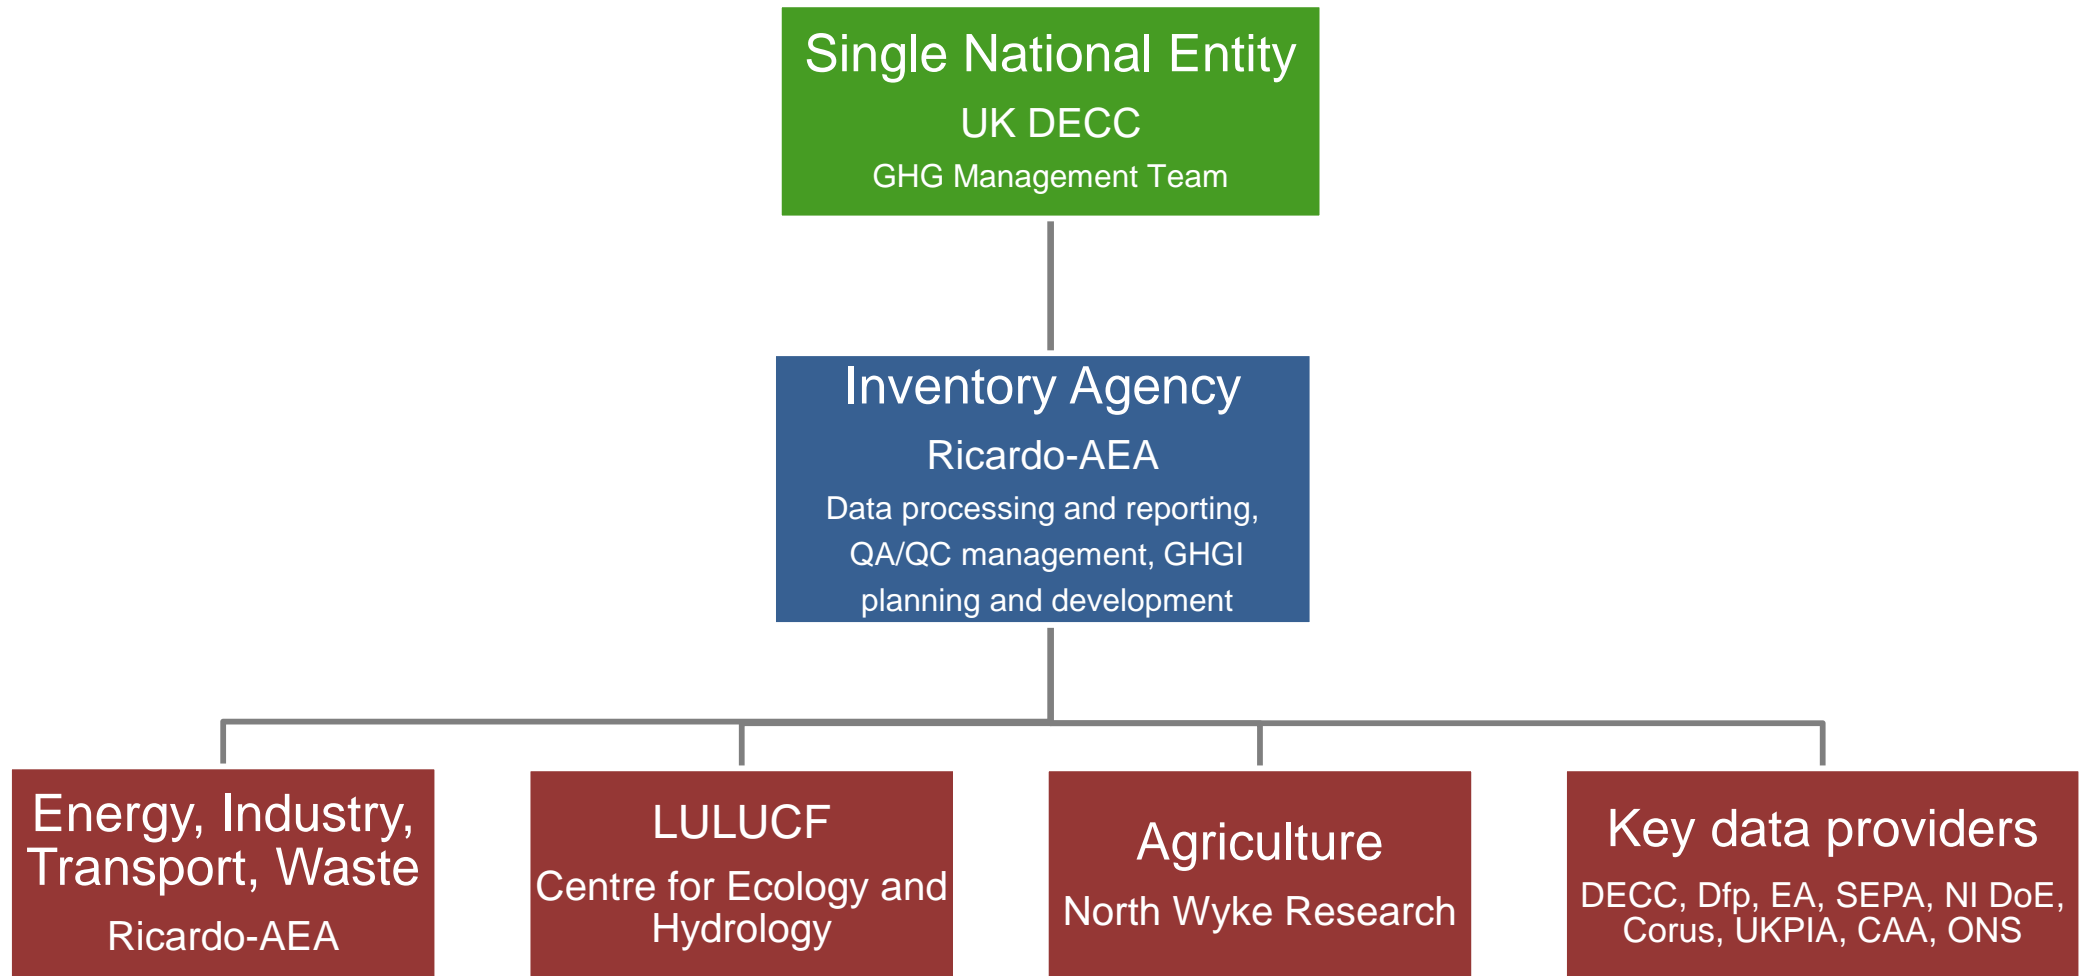 Single National Entity
UK DECC
GHG Management Team
Inventory Agency
Ricardo-AEA
Data processing and reporting,
QA/QC management, GHGI
planning and development
Energy, Industry,
Transport, Waste
Ricardo-AEA
LULUCF
Centre for Ecology and
Hydrology
Agriculture
North Wyke Research
Key data providers
DECC, Dfp, EA, SEPA, NI DoE,
Corus, UKPIA, CAA, ONS